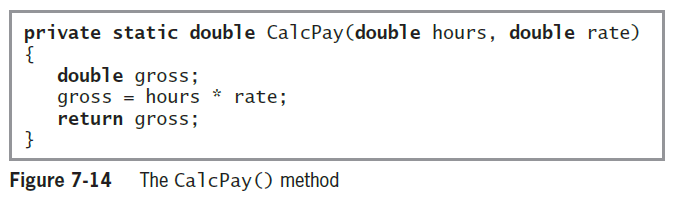 private static double CalcPay(double hours, double rate)
{
double gross;
gross = hours * rate;
return gross;
}
Figure 7-14 The CalcPay() method